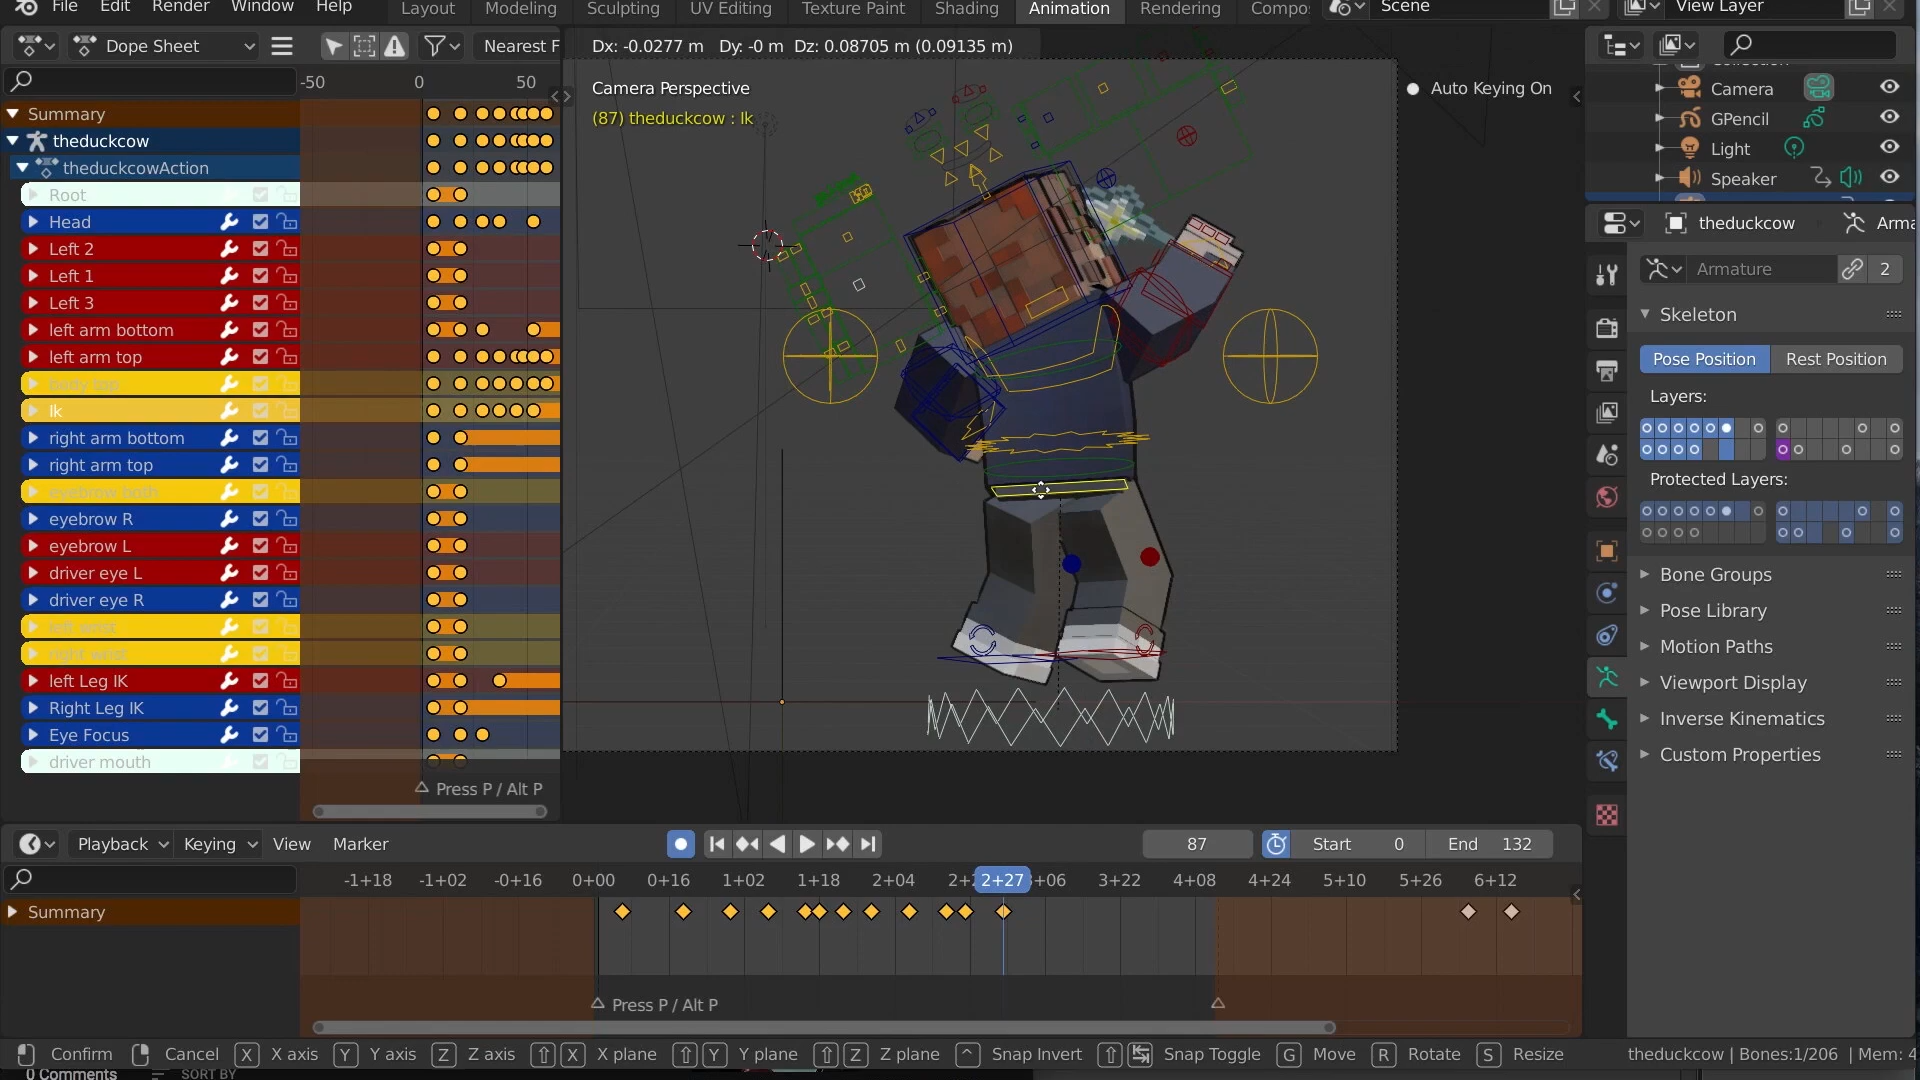 File Edit Render Window Help
Layout Modeling Sculpting UV Editing Texture Paint Shading Animation Rendering Compo
Scene
View Layer
Dope Sheet
Nearest F
Dx: -0.0277 m Dy: -0 m Dz: 0.08705 m (0.09135 m)
-50 0 50
Camera Perspective
(87) theduckcow : Ik
Auto Keying On
Camera
GPencil
Light
Speaker
Summary
theduckcow
theduckcowAction
Root
Head
Left 2
Left 1
Left 3
left arm bottom
left arm top
body top
Ik
right arm bottom
right arm top
eyebrow both
eyebrow R
eyebrow L
driver eye L
driver eye R
left wrist
right wrist
left Leg IK
Right Leg IK
Eye Focus
driver mouth
Press P / Alt P
theduckcow
Arma
Armature
2
Skeleton
Pose Position Rest Position
Layers:
Protected Layers:
Bone Groups
Pose Library
Motion Paths
Viewport Display
Inverse Kinematics
Custom Properties
Playback Keying View Marker
87
Start 0
End 132
-1+18 -1+02 -0+16 0+00 0+16 1+02 1+18 2+04 2+27 3+22 4+08 4+24 5+10 5+26 6+12
Summary
Press P / Alt P
Confirm Cancel X X axis Y Y axis Z Z axis X X plane Y Y plane Z Z plane ^ Snap Invert Snap Toggle G Move R Rotate S Resize
theduckcow | Bones:1/206 | Mem: 4
0 Comments SORT BY